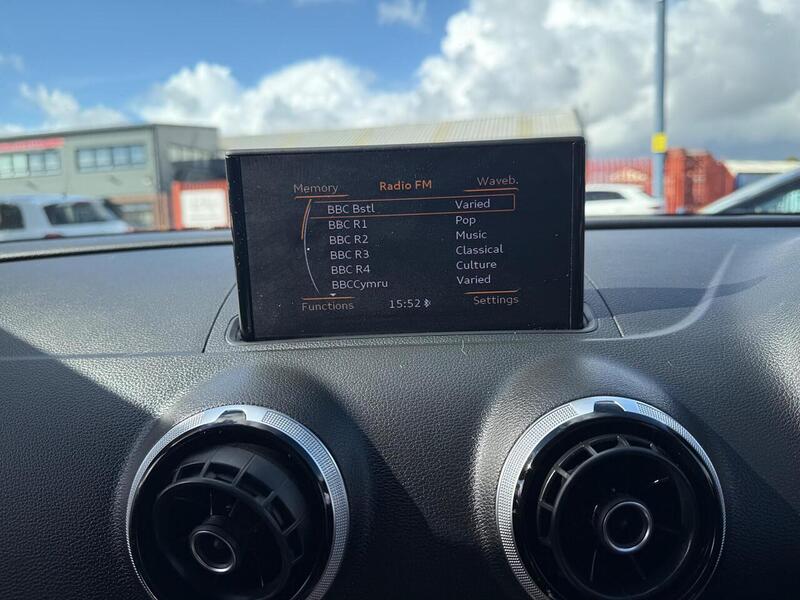 Memory Radio FM Waveb.
BBC Bstl Varied
BBC R1 Pop
BBC R2 Music
BBC R3 Classical
BBC R4 Culture
BBCCymru Varied
Functions 15:52 Settings